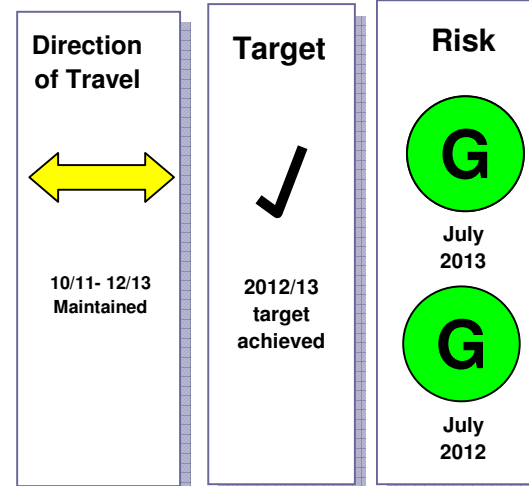 Direction
of Travel
10/11- 12/13
Maintained
Target
2012/13
target
achieved
Risk
G
July
2013
G
July
2012